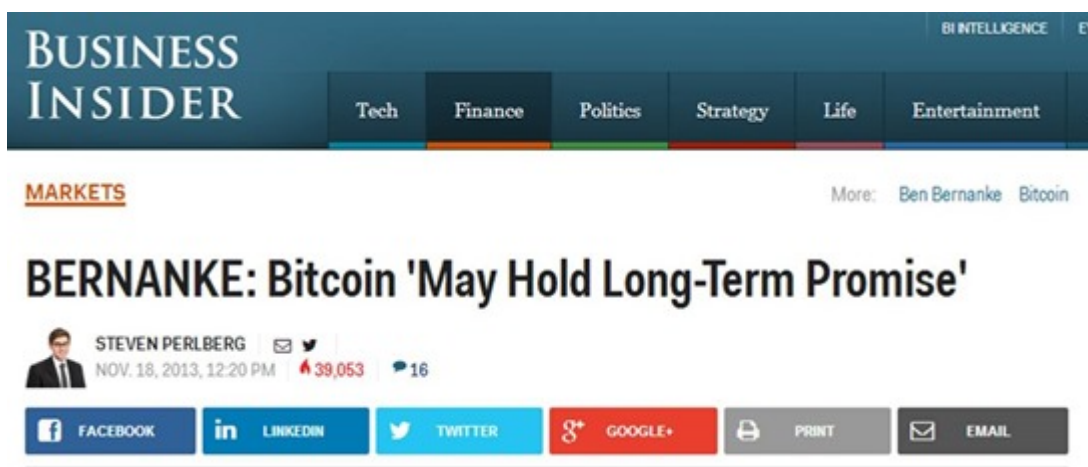 BI INTELLIGENCE
BUSINESS
INSIDER
Tech Finance Politics Strategy Life Entertainment
MARKETS More: Ben Bernanke Bitcoin
BERNANKE: Bitcoin 'May Hold Long-Term Promise'
STEVEN PERLBERG
NOV. 18, 2013, 12:20 PM 39,053 16
f FACEBOOK in LINKEDIN TWITTER g+ GOOGLE+ PRINT EMAIL